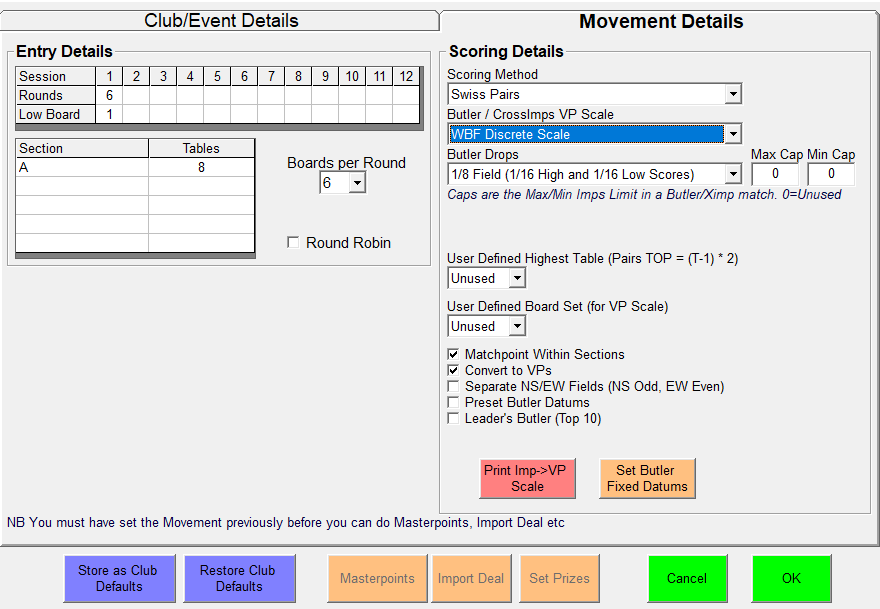 Club/Event Details
Movement Details
Entry Details
Session 1 2 3 4 5 6 7 8 9 10 11 12
Rounds 6
Low Board 1
Section Tables
A 8
Boards per Round
6
Round Robin
Scoring Details
Scoring Method
Swiss Pairs
Butler / CrossImps VP Scale
WBF Discrete Scale
Butler Drops Max Cap Min Cap
1/8 Field (1/16 High and 1/16 Low Scores) 0 0
Caps are the Max/Min Imps Limit in a Butler/Ximp match. 0=Unused
User Defined Highest Table (Pairs TOP = (T-1) * 2)
Unused
User Defined Board Set (for VP Scale)
Unused
Matchpoint Within Sections
Convert to VPs
Separate NS/EW Fields (NS Odd, EW Even)
Preset Butler Datums
Leader's Butler (Top 10)
Print Imp->VP
Scale
Set Butler
Fixed Datums
NB You must have set the Movement previously before you can do Masterpoints, Import Deal etc
Store as Club
Defaults
Restore Club
Defaults
Masterpoints
Import Deal
Set Prizes
Cancel
OK